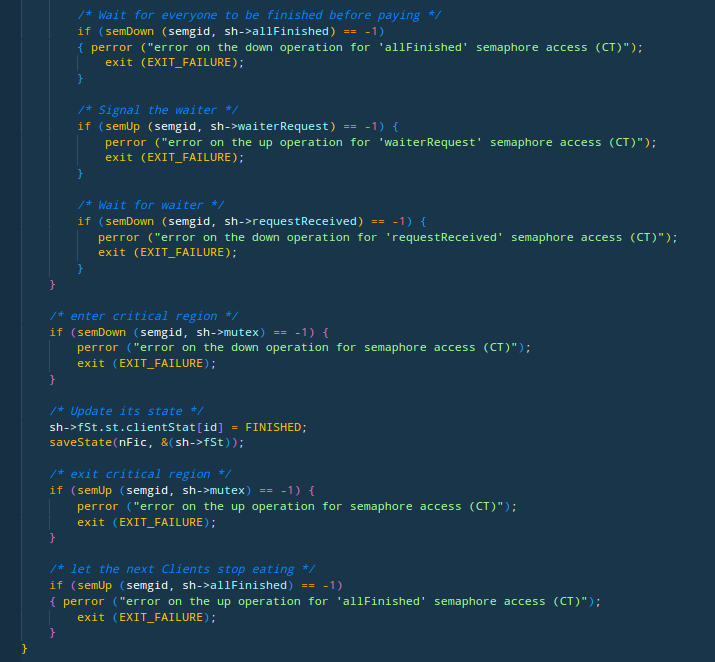 /* Wait for everyone to be finished before paying */
if (semDown (semgid, sh->allFinished) == -1)
{ perror ("error on the down operation for 'allFinished' semaphore access (CT)");
exit (EXIT_FAILURE);
}
/* Signal the waiter */
if (semUp (semgid, sh->waiterRequest) == -1) {
perror ("error on the up operation for 'waiterRequest' semaphore access (CT)");
exit (EXIT_FAILURE);
}
/* Wait for waiter */
if (semDown (semgid, sh->requestReceived) == -1) {
perror ("error on the down operation for 'requestReceived' semaphore access (CT)");
exit (EXIT_FAILURE);
}
}
/* enter critical region */
if (semDown (semgid, sh->mutex) == -1) {
perror ("error on the down operation for semaphore access (CT)");
exit (EXIT_FAILURE);
}
/* Update its state */
sh->fSt.st.clientStat[id] = FINISHED;
saveState(nFic, &(sh->fSt));
/* exit critical region */
if (semUp (semgid, sh->mutex) == -1) {
perror ("error on the up operation for semaphore access (CT)");
exit (EXIT_FAILURE);
}
/* let the next Clients stop eating */
if (semUp (semgid, sh->allFinished) == -1)
{ perror ("error on the up operation for 'allFinished' semaphore access (CT)");
exit (EXIT_FAILURE);
}
}